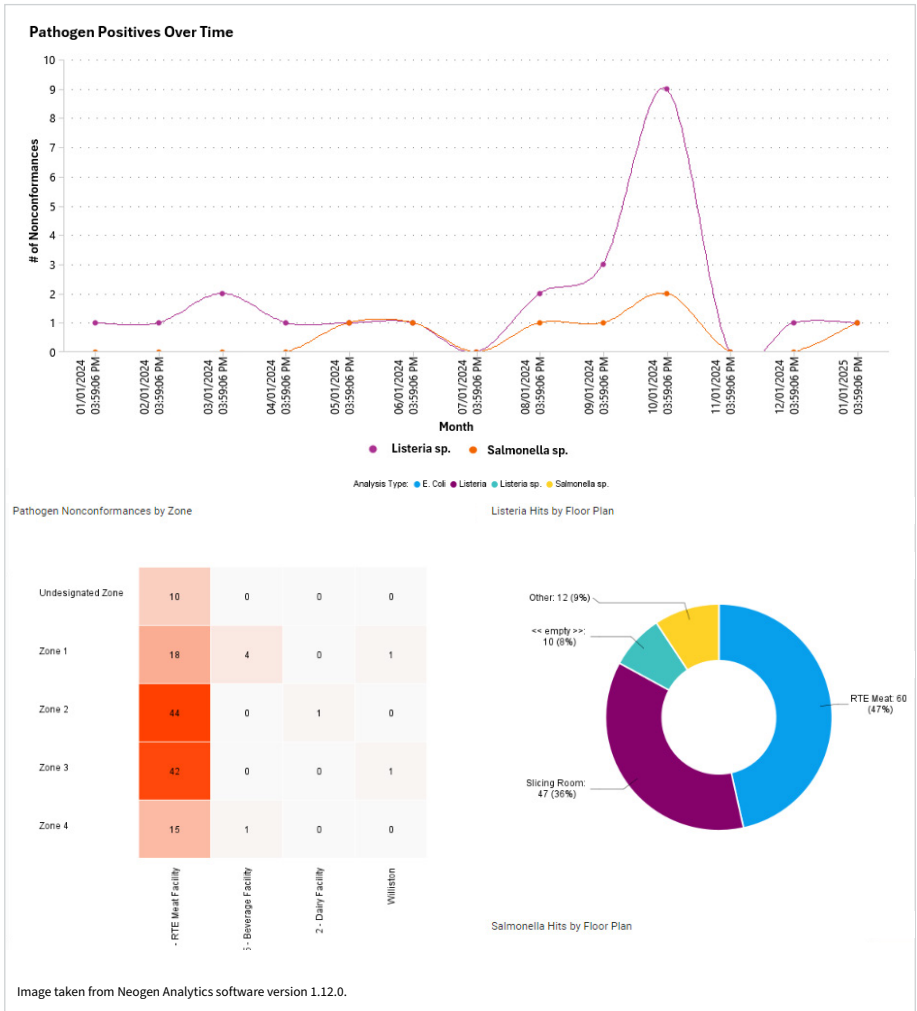 Pathogen Positives Over Time
10
9
8
7
6
5
4
3
2
1
0
# of Nonconformances
01/01/2024 03:59:06 PM
02/01/2024 03:59:06 PM
03/01/2024 03:59:06 PM
04/01/2024 03:59:06 PM
05/01/2024 03:59:06 PM
06/01/2024 03:59:06 PM
07/01/2024 03:59:06 PM
08/01/2024 03:59:06 PM
09/01/2024 03:59:06 PM
10/01/2024 03:59:06 PM
11/01/2024 03:59:06 PM
12/01/2024 03:59:06 PM
01/01/2025 03:59:06 PM
Month
Listeria sp. Salmonella sp.
Analysis Type: E. Coli Listeria Listeria sp. Salmonella sp.
Pathogen Nonconformances by Zone
Undesignated Zone 10 0 0 0
Zone 1 18 4 0 1
Zone 2 44 0 1 0
Zone 3 42 0 0 1
Zone 4 15 1 0 0
- RTE Meat Facility
- Beverage Facility
2 - Dairy Facility
Williston
Listeria Hits by Floor Plan
Other: 12 (9%)
<< empty >>:
10 (8%)
RTE Meat: 60
(47%)
Slicing Room:
47 (36%)
Salmonella Hits by Floor Plan
Image taken from Neogen Analytics software version 1.12.0.